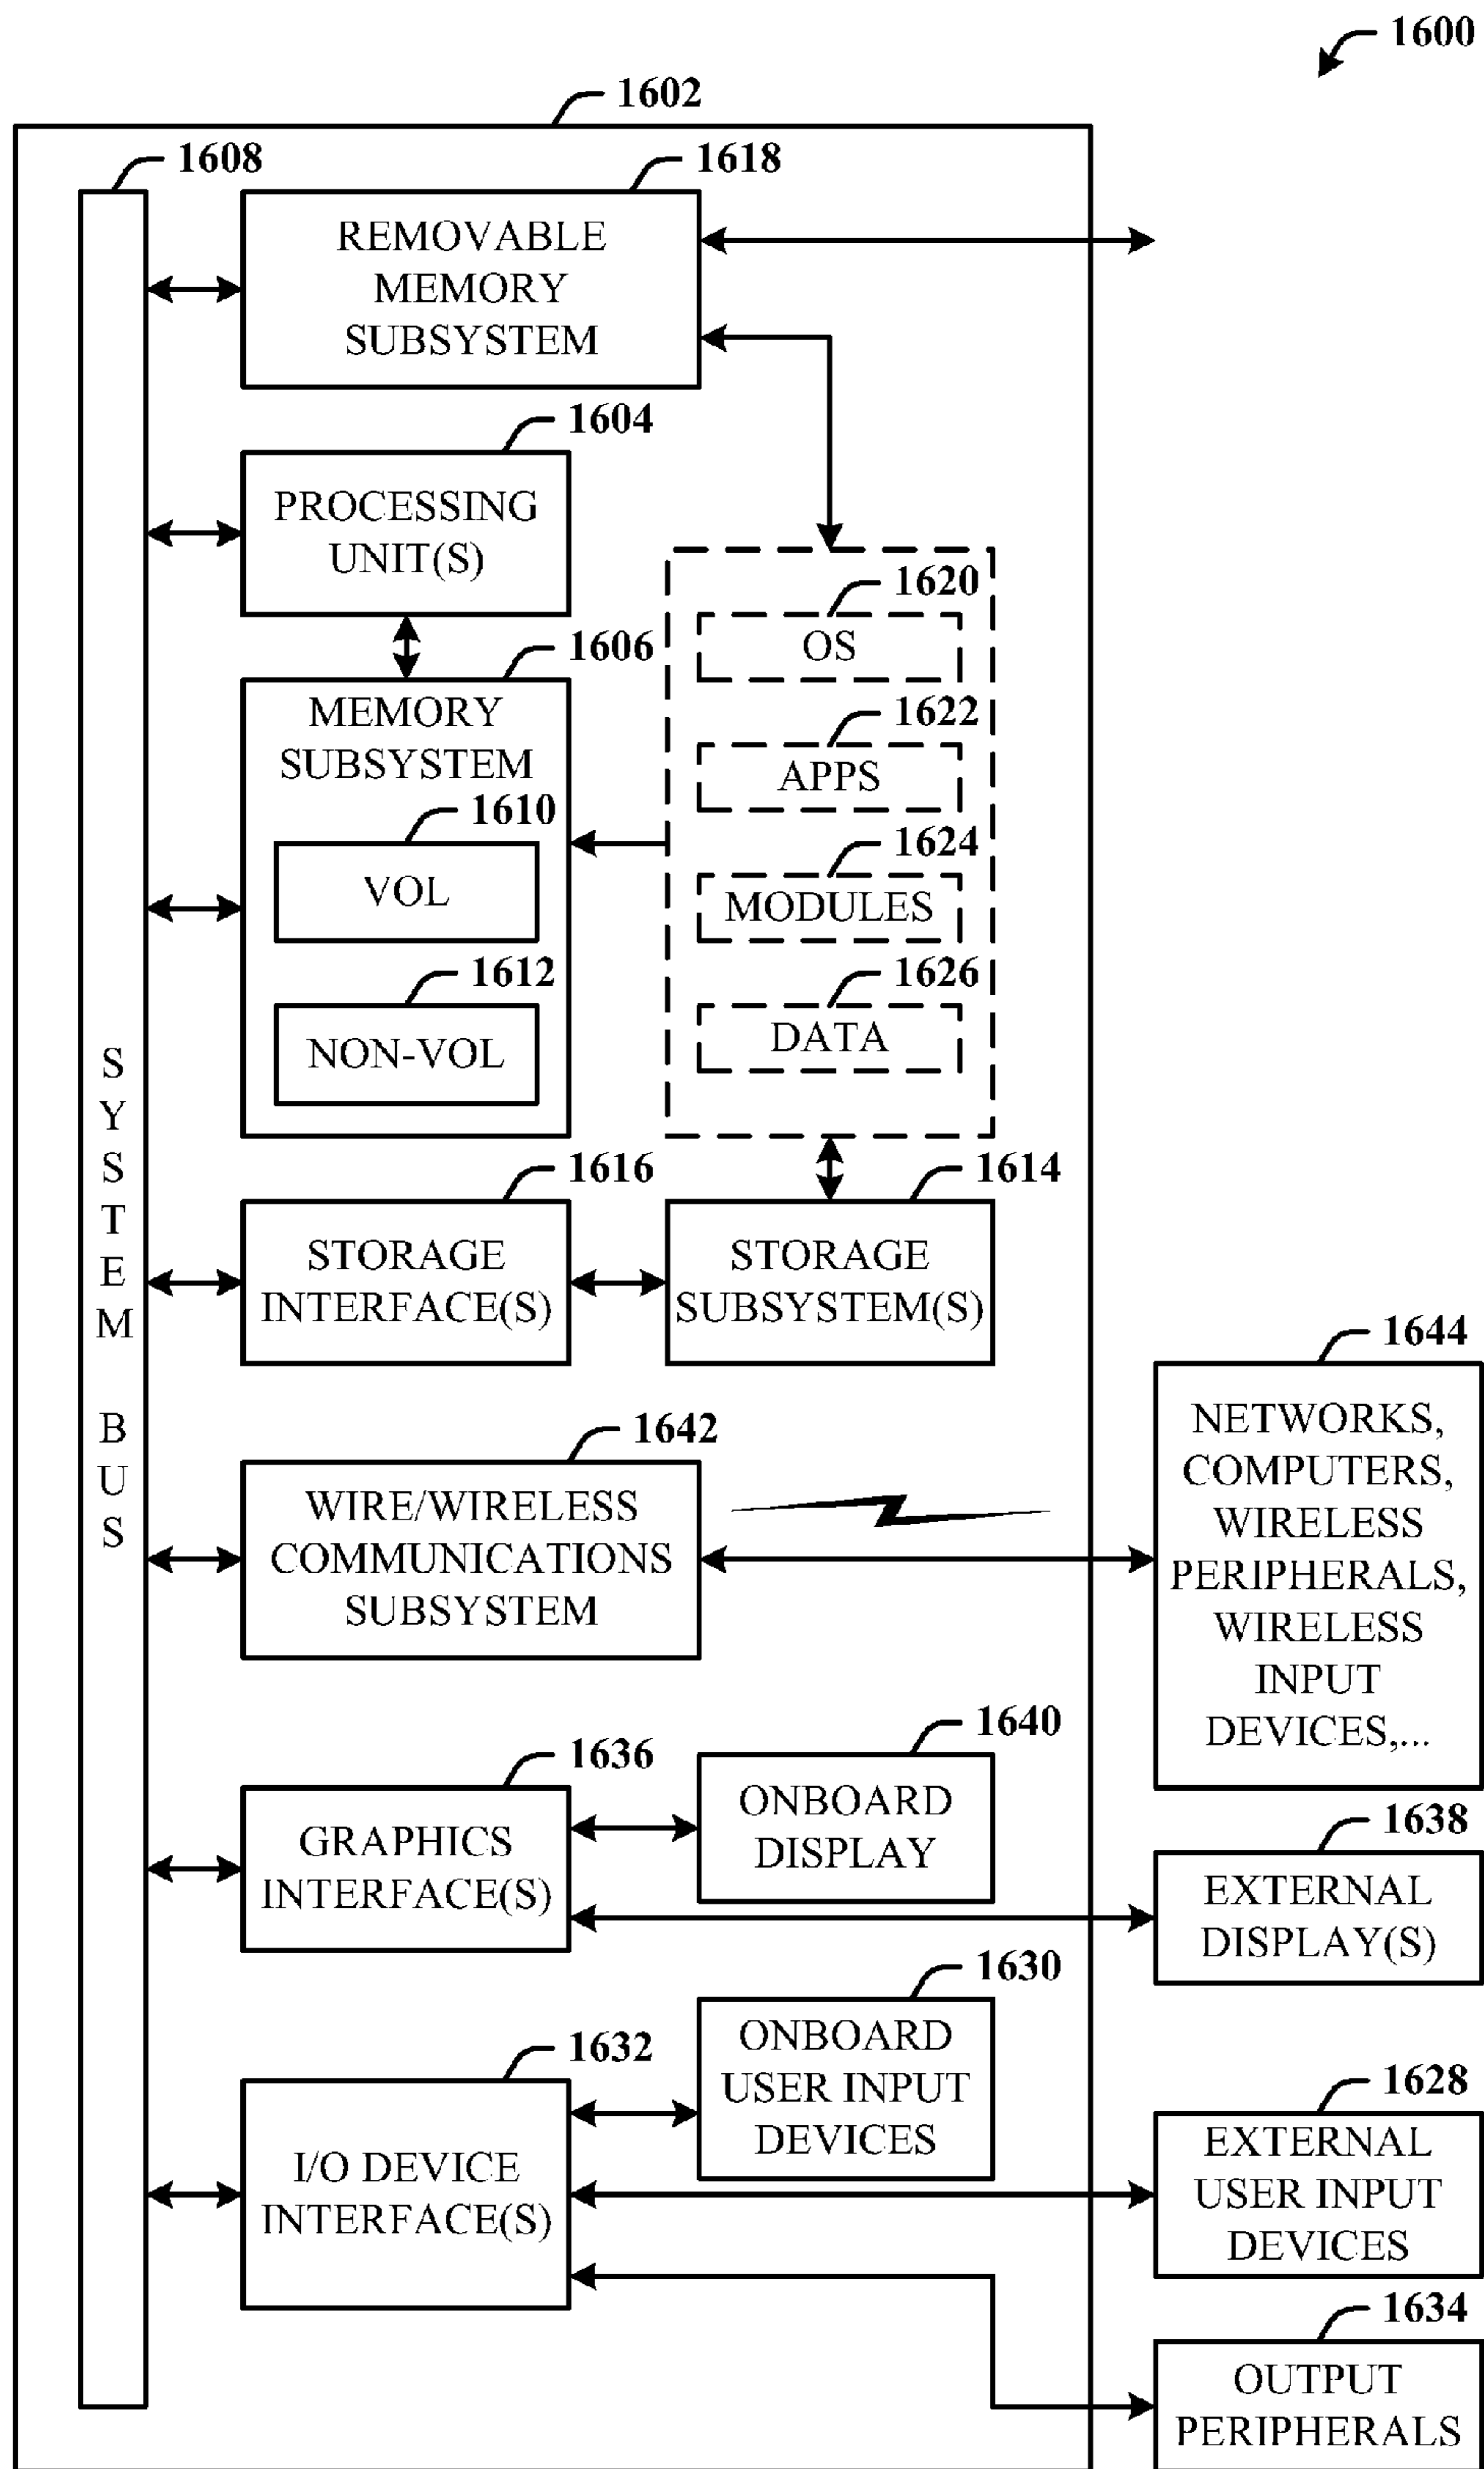 1600
1602
1608
1618
REMOVABLE
MEMORY
SUBSYSTEM
1604
PROCESSING
UNIT(S)
1620
OS
1606
MEMORY
SUBSYSTEM
1622
APPS
1610
VOL
1624
MODULES
1612
NON-VOL
1626
DATA
SYSTEM BUS
1616
STORAGE
INTERFACE(S)
1614
STORAGE
SUBSYSTEM(S)
1644
NETWORKS,
COMPUTERS,
WIRELESS
PERIPHERALS,
WIRELESS
INPUT
DEVICES,...
1642
WIRE/WIRELESS
COMMUNICATIONS
SUBSYSTEM
1640
ONBOARD
DISPLAY
1636
GRAPHICS
INTERFACE(S)
1638
EXTERNAL
DISPLAY(S)
1630
ONBOARD
USER INPUT
DEVICES
1632
I/O DEVICE
INTERFACE(S)
1628
EXTERNAL
USER INPUT
DEVICES
1634
OUTPUT
PERIPHERALS